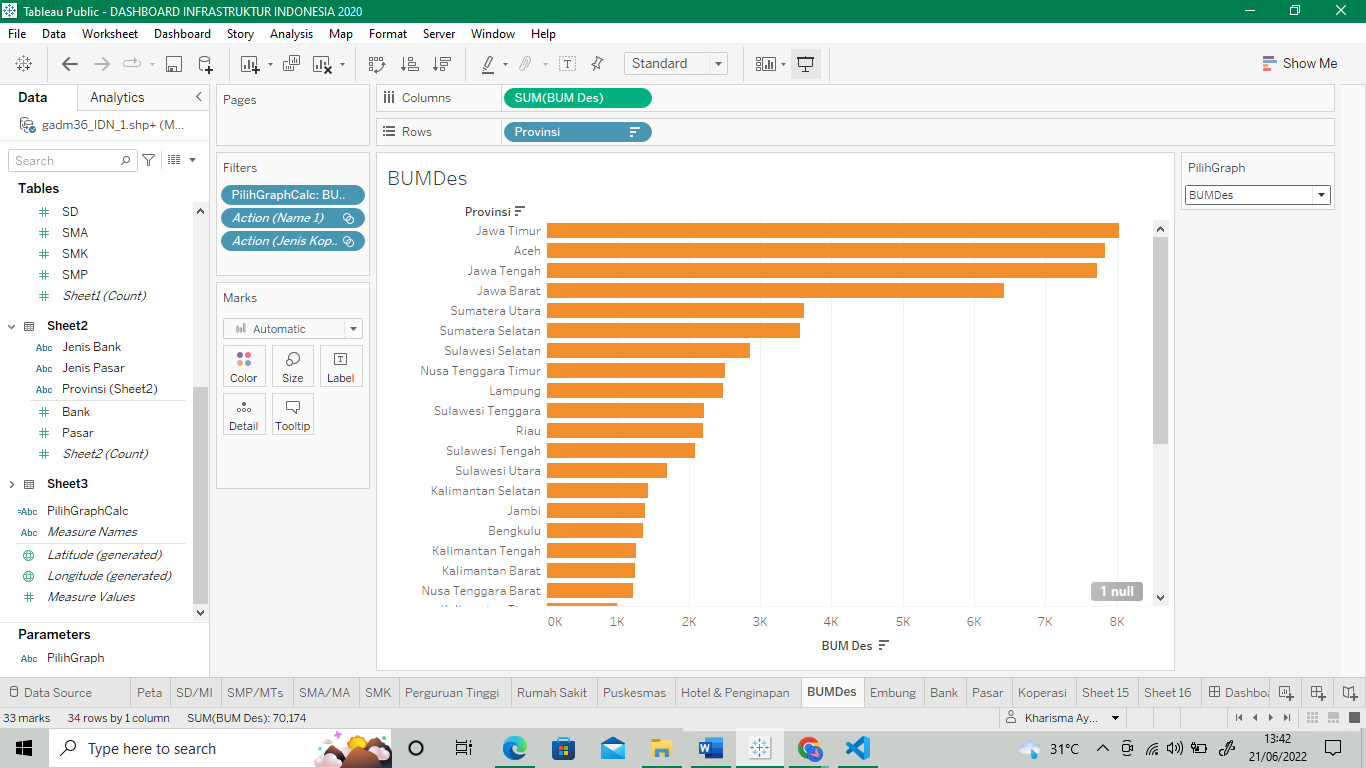 Tableau Public - DASHBOARD INFRASTRUKTUR INDONESIA 2020
File Data Worksheet Dashboard Story Analysis Map Format Server Window Help
Standard
Show Me
Data Analytics
gadm36_IDN_1.shp+ (M...
Search
Tables
SD
SMA
SMK
SMP
Sheet1 (Count)
Sheet2
Abc Jenis Bank
Abc Jenis Pasar
Abc Provinsi (Sheet2)
Bank
Pasar
Sheet2 (Count)
Sheet3
=Abc PilihGraphCalc
Abc Measure Names
Latitude (generated)
Longitude (generated)
Measure Values
Parameters
Abc PilihGraph
Pages
Filters
PilihGraphCalc: BU..
Action (Name 1)
Action (Jenis Kop..
Marks
Automatic
Color Size Label
Detail Tooltip
Columns SUM(BUM Des)
Rows Provinsi
BUMDes
Provinsi
Jawa Timur
Aceh
Jawa Tengah
Jawa Barat
Sumatera Utara
Sumatera Selatan
Sulawesi Selatan
Nusa Tenggara Timur
Lampung
Sulawesi Tenggara
Riau
Sulawesi Tengah
Sulawesi Utara
Kalimantan Selatan
Jambi
Bengkulu
Kalimantan Tengah
Kalimantan Barat
Nusa Tenggara Barat
1 null
0K 1K 2K 3K 4K 5K 6K 7K 8K
BUM Des
PilihGraph
BUMDes
Data Source Peta SD/MI SMP/MTs SMA/MA SMK Perguruan Tinggi Rumah Sakit Puskesmas Hotel & Penginapan BUMDes Embung Bank Pasar Koperasi Sheet 15 Sheet 16 Dashboa
33 marks 34 rows by 1 column SUM(BUM Des): 70,174
Kharisma Ay...
Type here to search
31°C
13:42
21/06/2022